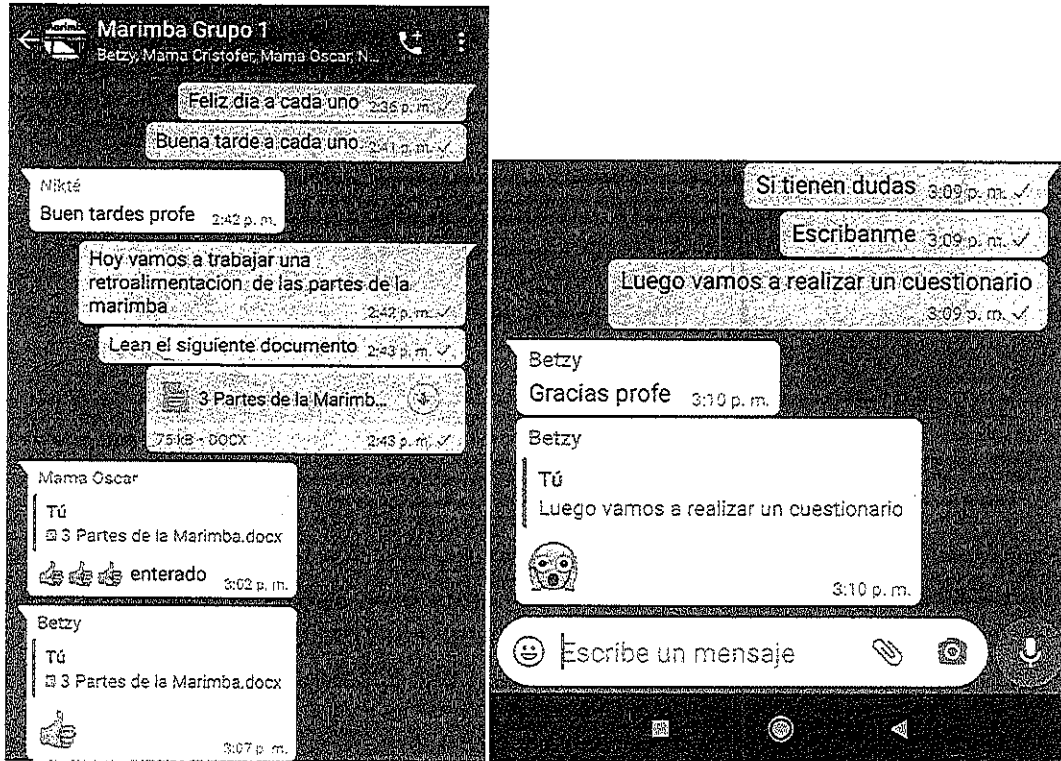 Marimba Grupo 1
Betzy, Mama Cristofer, Mama Oscar, N...
Feliz dia a cada uno 2:36 p. m.
Buena tarde a cada uno 2:41 p. m.
Nikté
Buen tardes profe 2:42 p. m.
Hoy vamos a trabajar una
retroalimentación de las partes de la
marimba 2:42 p. m.
Lean el siguiente documento 2:43 p. m.
3 Partes de la Marimb...
75 kB - DOCX 2:43 p. m.
Mama Oscar
Tú
3 Partes de la Marimba.docx
enterado 3:02 p. m.
Betzy
Tú
3 Partes de la Marimba.docx
3:07 p. m.
Si tienen dudas 3:09 p. m.
Escribanme 3:09 p. m.
Luego vamos a realizar un cuestionario
3:09 p. m.
Betzy
Gracias profe 3:10 p. m.
Betzy
Tú
Luego vamos a realizar un cuestionario
3:10 p. m.
Escribe un mensaje